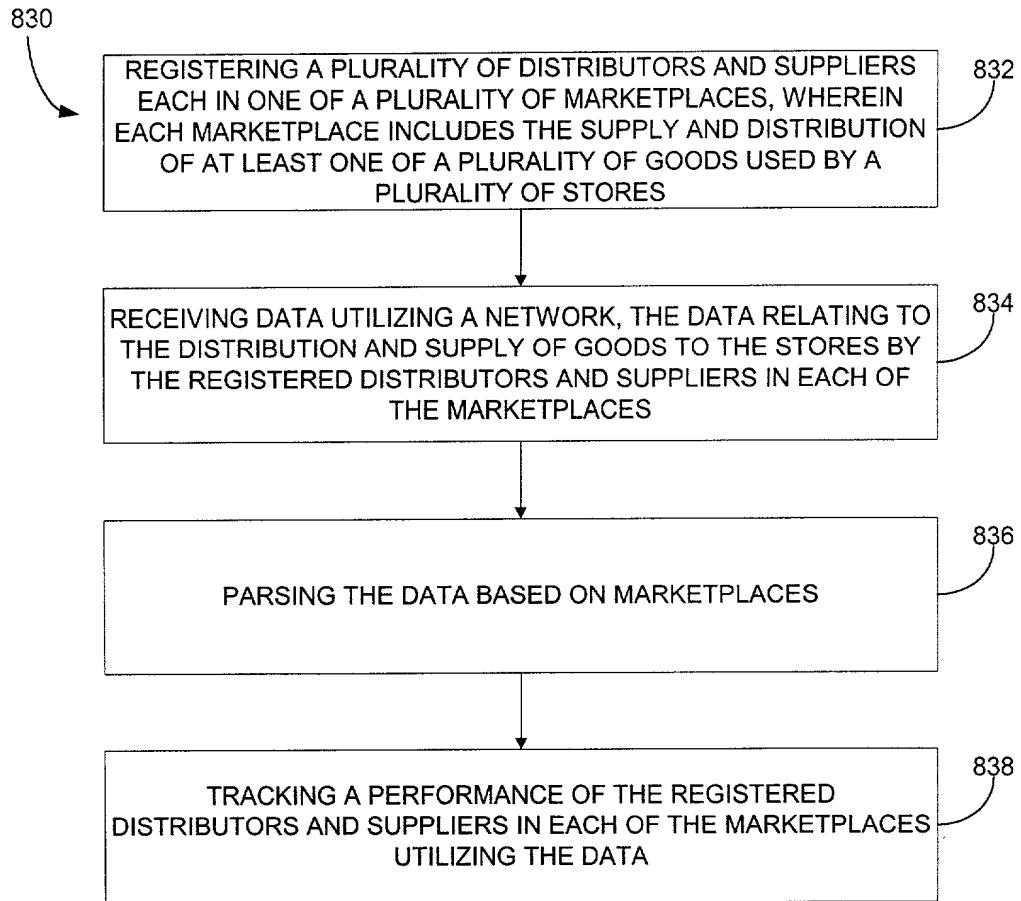 830
REGISTERING A PLURALITY OF DISTRIBUTORS AND SUPPLIERS
EACH IN ONE OF A PLURALITY OF MARKETPLACES, WHEREIN
EACH MARKETPLACE INCLUDES THE SUPPLY AND DISTRIBUTION
OF AT LEAST ONE OF A PLURALITY OF GOODS USED BY A
PLURALITY OF STORES
832
RECEIVING DATA UTILIZING A NETWORK, THE DATA RELATING TO
THE DISTRIBUTION AND SUPPLY OF GOODS TO THE STORES BY
THE REGISTERED DISTRIBUTORS AND SUPPLIERS IN EACH OF
THE MARKETPLACES
834
PARSING THE DATA BASED ON MARKETPLACES
836
TRACKING A PERFORMANCE OF THE REGISTERED
DISTRIBUTORS AND SUPPLIERS IN EACH OF THE MARKETPLACES
UTILIZING THE DATA
838